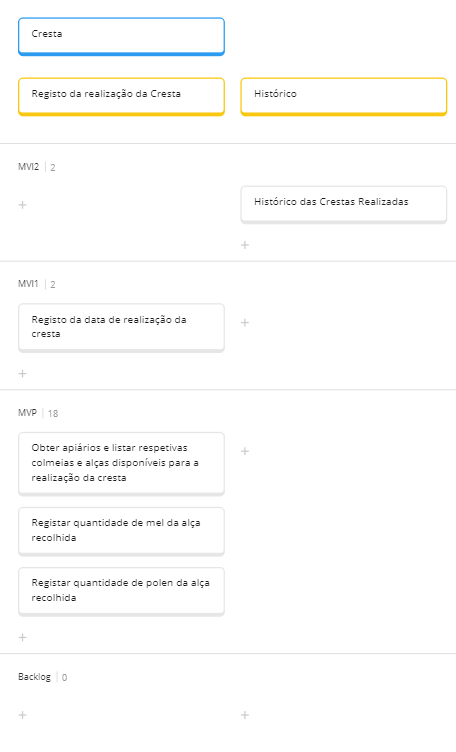 Cresta
Registo da realização da Cresta
Histórico
MVI2 | 2
+
Histórico das Crestas Realizadas
+
MVI1 | 2
Registo da data de realização da
cresta
+
+
MVP | 18
Obter apiários e listar respetivas
colmeias e alças disponíveis para a
realização da cresta
+
Registar quantidade de mel da alça
recolhida
Registar quantidade de polen da alça
recolhida
+
Backlog | 0
+
+